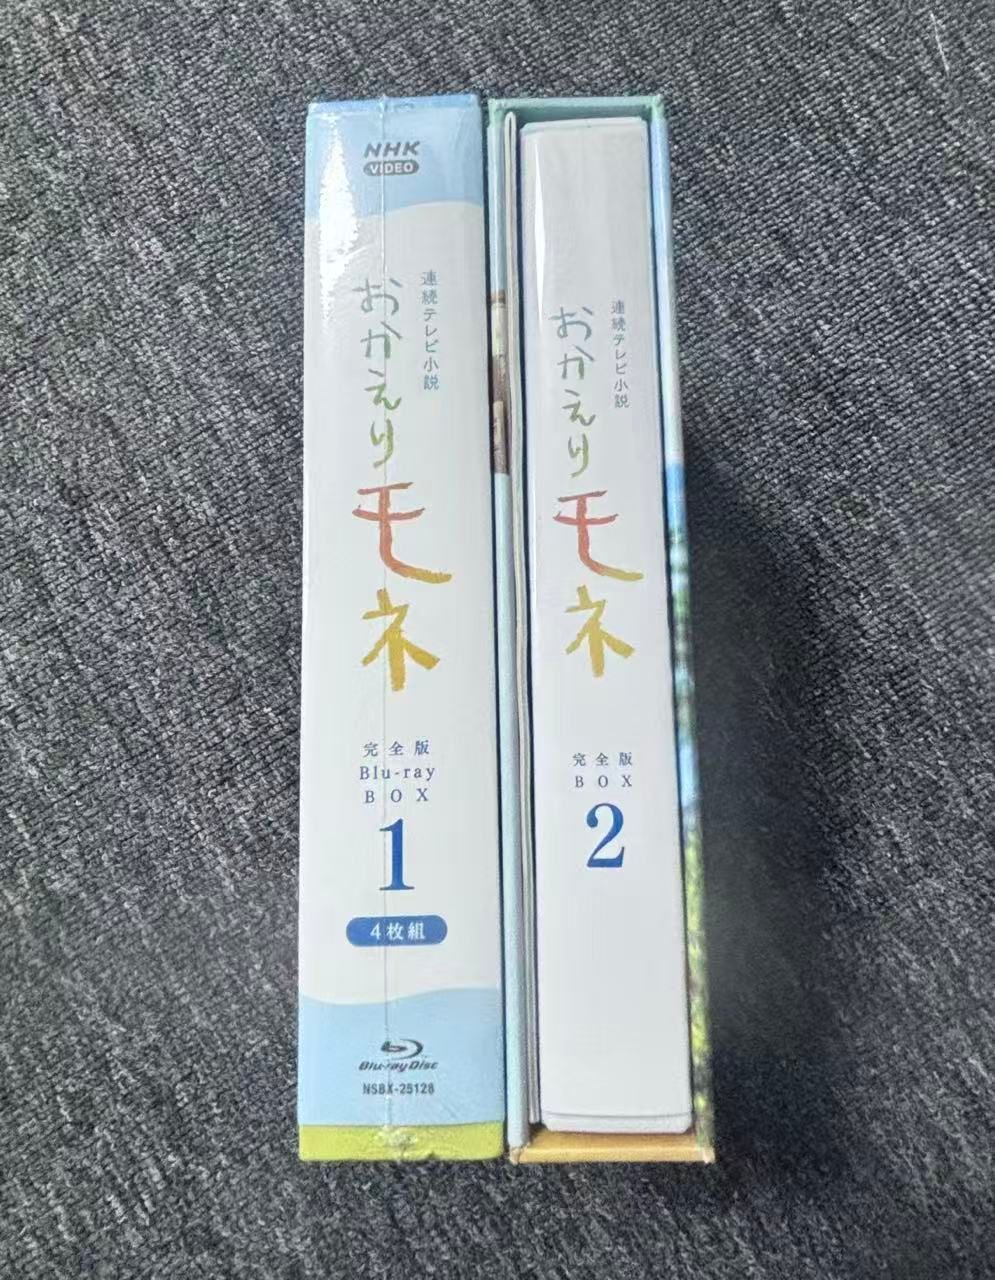 NHK
VIDEO
連続テレビ小説
おかえり
モネ
完全版
Blu-ray
BOX
1
4枚組
Blu-ray Disc
NSBX-25128
連続テレビ小説
おかえり
モネ
完全版
BOX
2